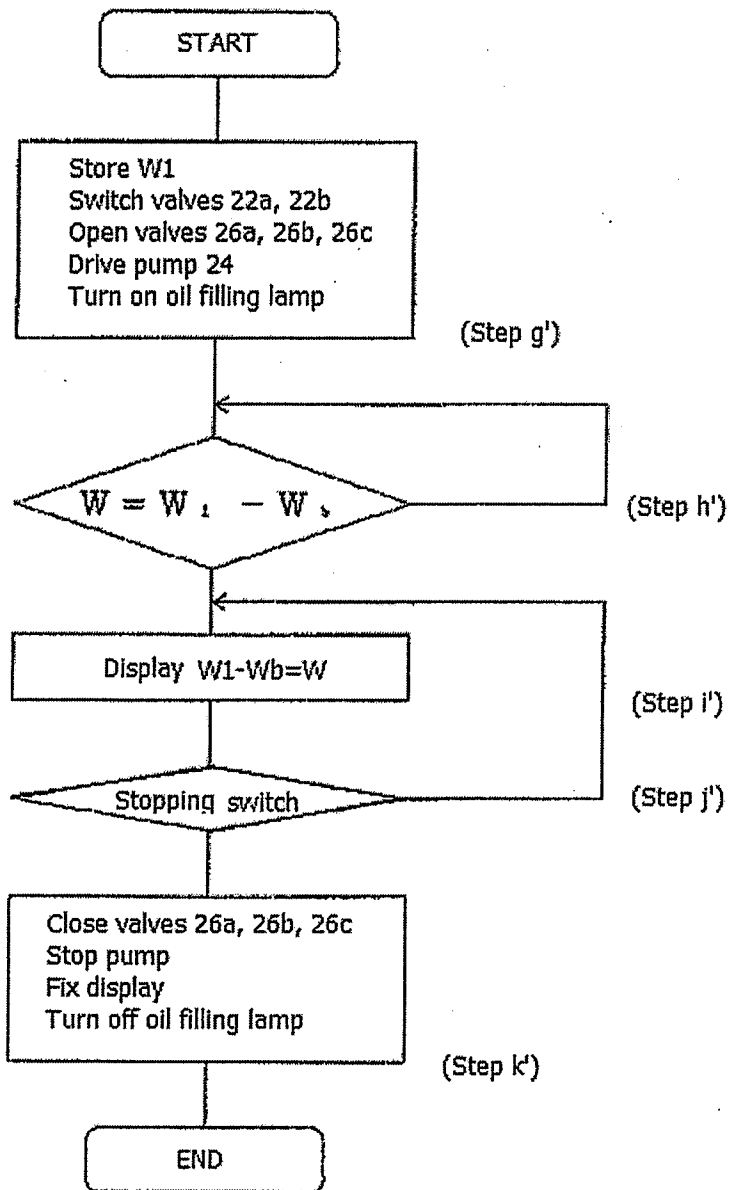 START
Store W1
Switch valves 22a, 22b
Open valves 26a, 26b, 26c
Drive pump 24
Turn on oil filling lamp
(Step g')
W = W₁ - W
(Step h')
Display W1-Wb=W
(Step i')
Stopping switch
(Step j')
Close valves 26a, 26b, 26c
Stop pump
Fix display
Turn off oil filling lamp
(Step k')
END